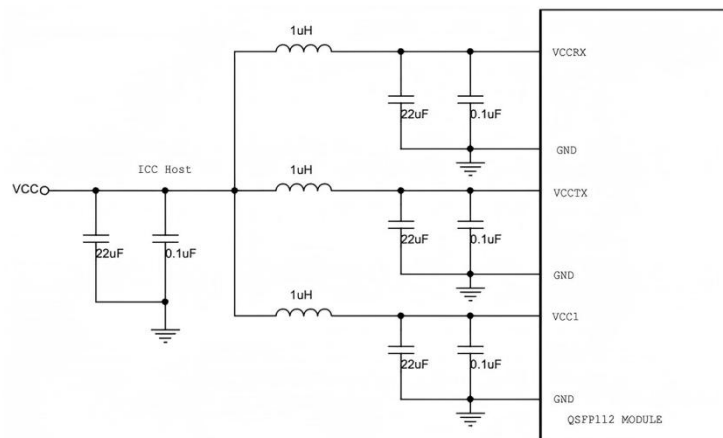 1uH
VCCRX
22uF
0.1uF
GND
ICC Host
1uH
VCC
VCCTX
22uF
0.1uF
22uF
0.1uF
GND
1uH
VCC1
22uF
0.1uF
GND
QSFP112 MODULE